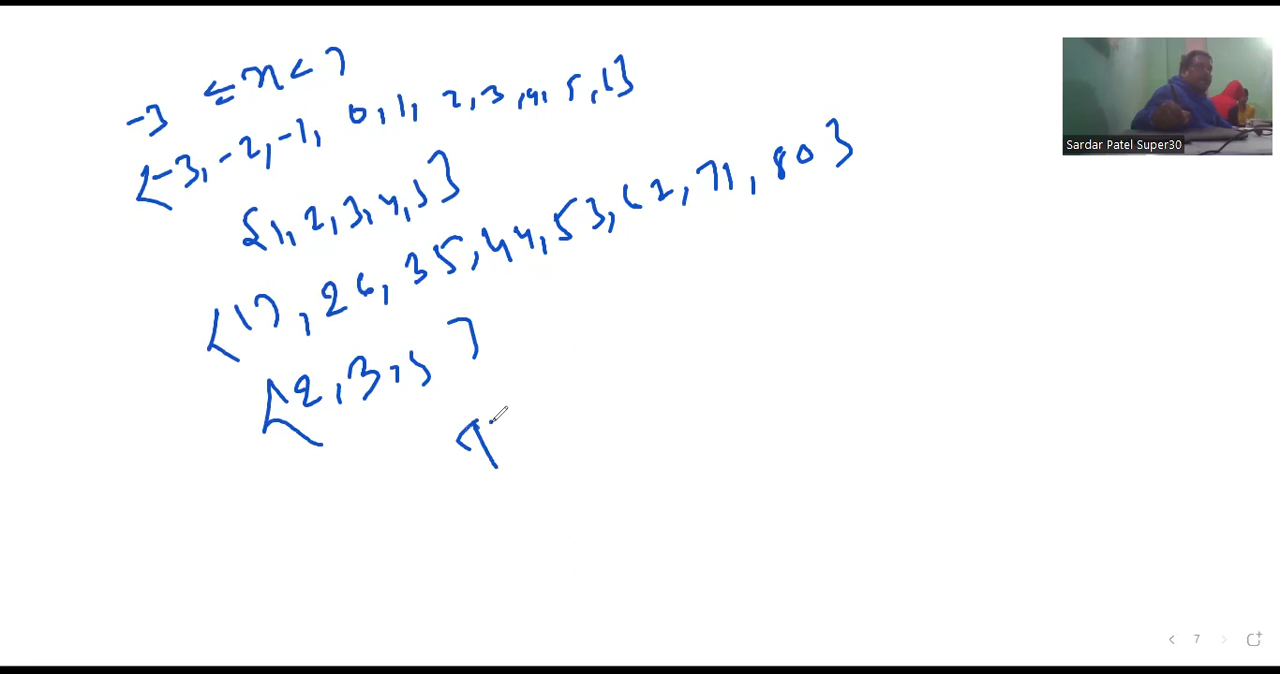 -3 ≤ x < 7
{-3, -2, -1, 0, 1, 2, 3, 4, 5, 6}
{1, 2, 3, 4, 5}
{17, 26, 35, 44, 53, 62, 71, 80}
{2, 3, 5}
Sardar Patel Super30
7